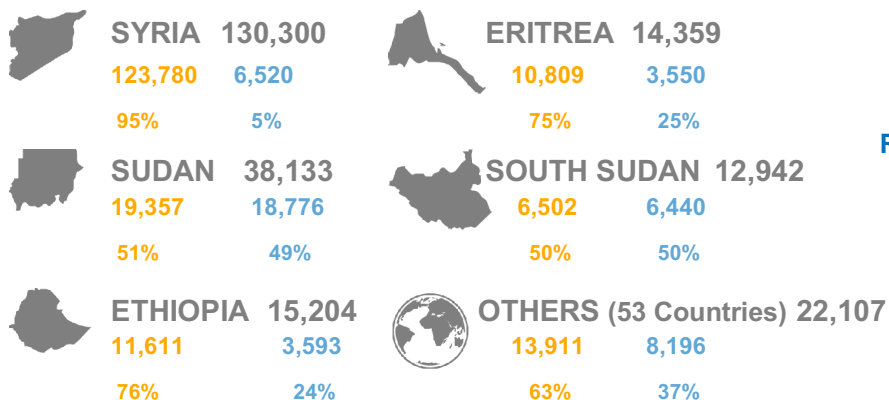 SYRIA 130,300
123,780 6,520
95% 5%
ERITREA 14,359
10,809 3,550
75% 25%
SUDAN 38,133
19,357 18,776
51% 49%
SOUTH SUDAN 12,942
6,502 6,440
50% 50%
ETHIOPIA 15,204
11,611 3,593
76% 24%
OTHERS (53 Countries) 22,107
13,911 8,196
63% 37%